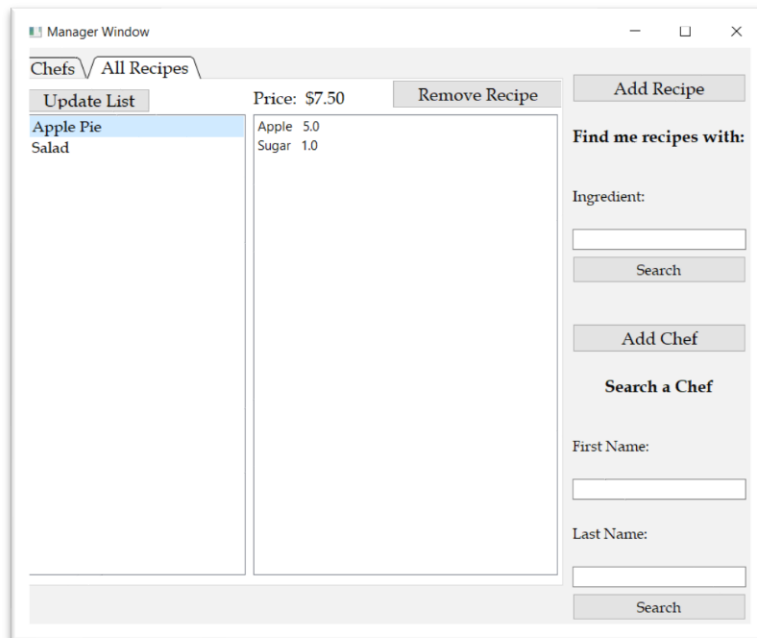 Manager Window
Chefs All Recipes
Update List
Price: $7.50
Remove Recipe
Apple Pie
Salad
Apple 5.0
Sugar 1.0
Add Recipe
Find me recipes with:
Ingredient:
Search
Add Chef
Search a Chef
First Name:
Last Name:
Search